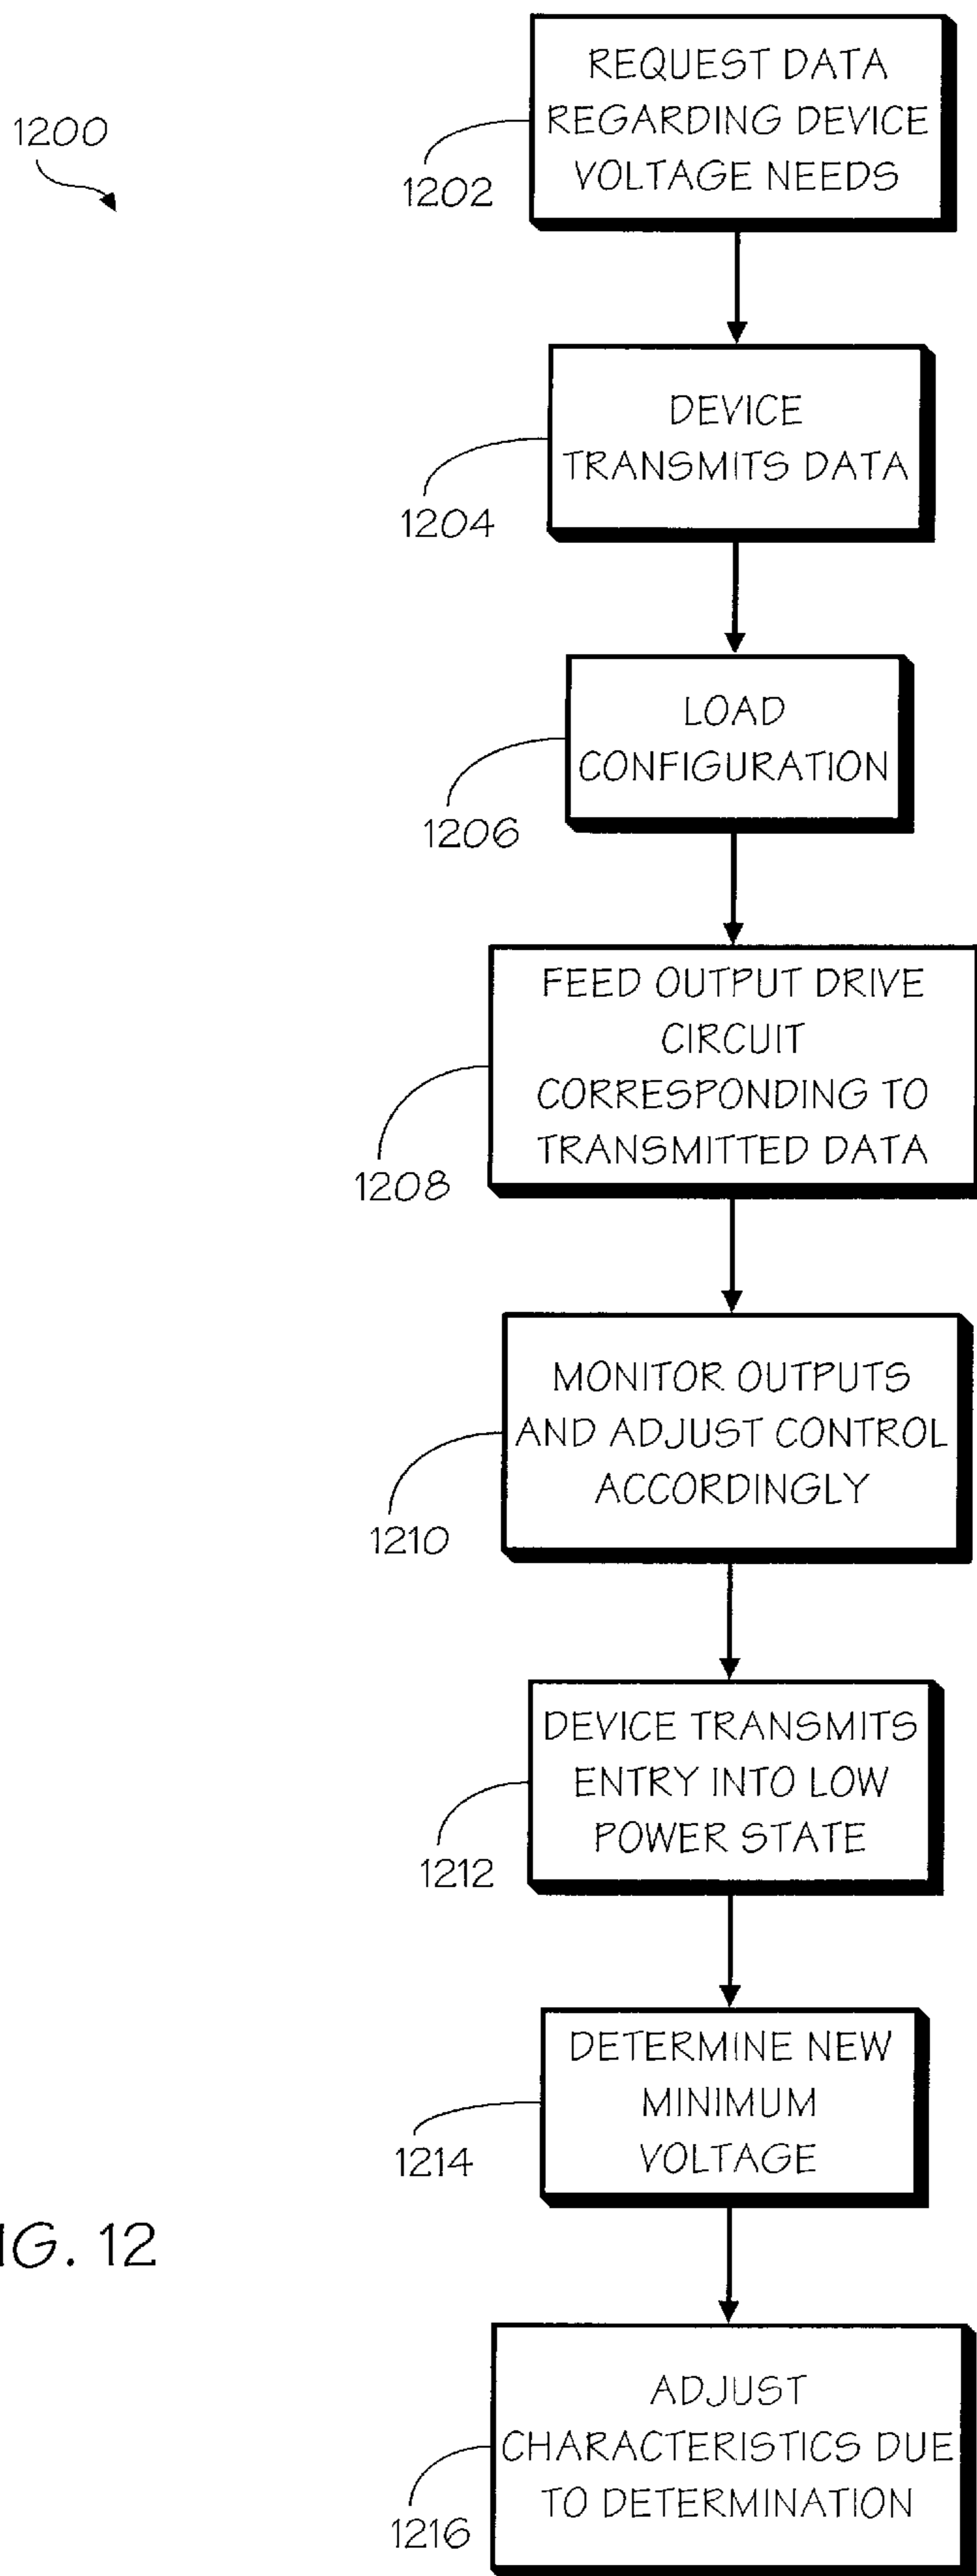 1200
REQUEST DATA
REGARDING DEVICE
VOLTAGE NEEDS
1202
DEVICE
TRANSMITS DATA
1204
LOAD
CONFIGURATION
1206
FEED OUTPUT DRIVE
CIRCUIT
CORRESPONDING TO
TRANSMITTED DATA
1208
MONITOR OUTPUTS
AND ADJUST CONTROL
ACCORDINGLY
1210
DEVICE TRANSMITS
ENTRY INTO LOW
POWER STATE
1212
DETERMINE NEW
MINIMUM
VOLTAGE
1214
IG. 12
ADJUST
CHARACTERISTICS DUE
TO DETERMINATION
1216